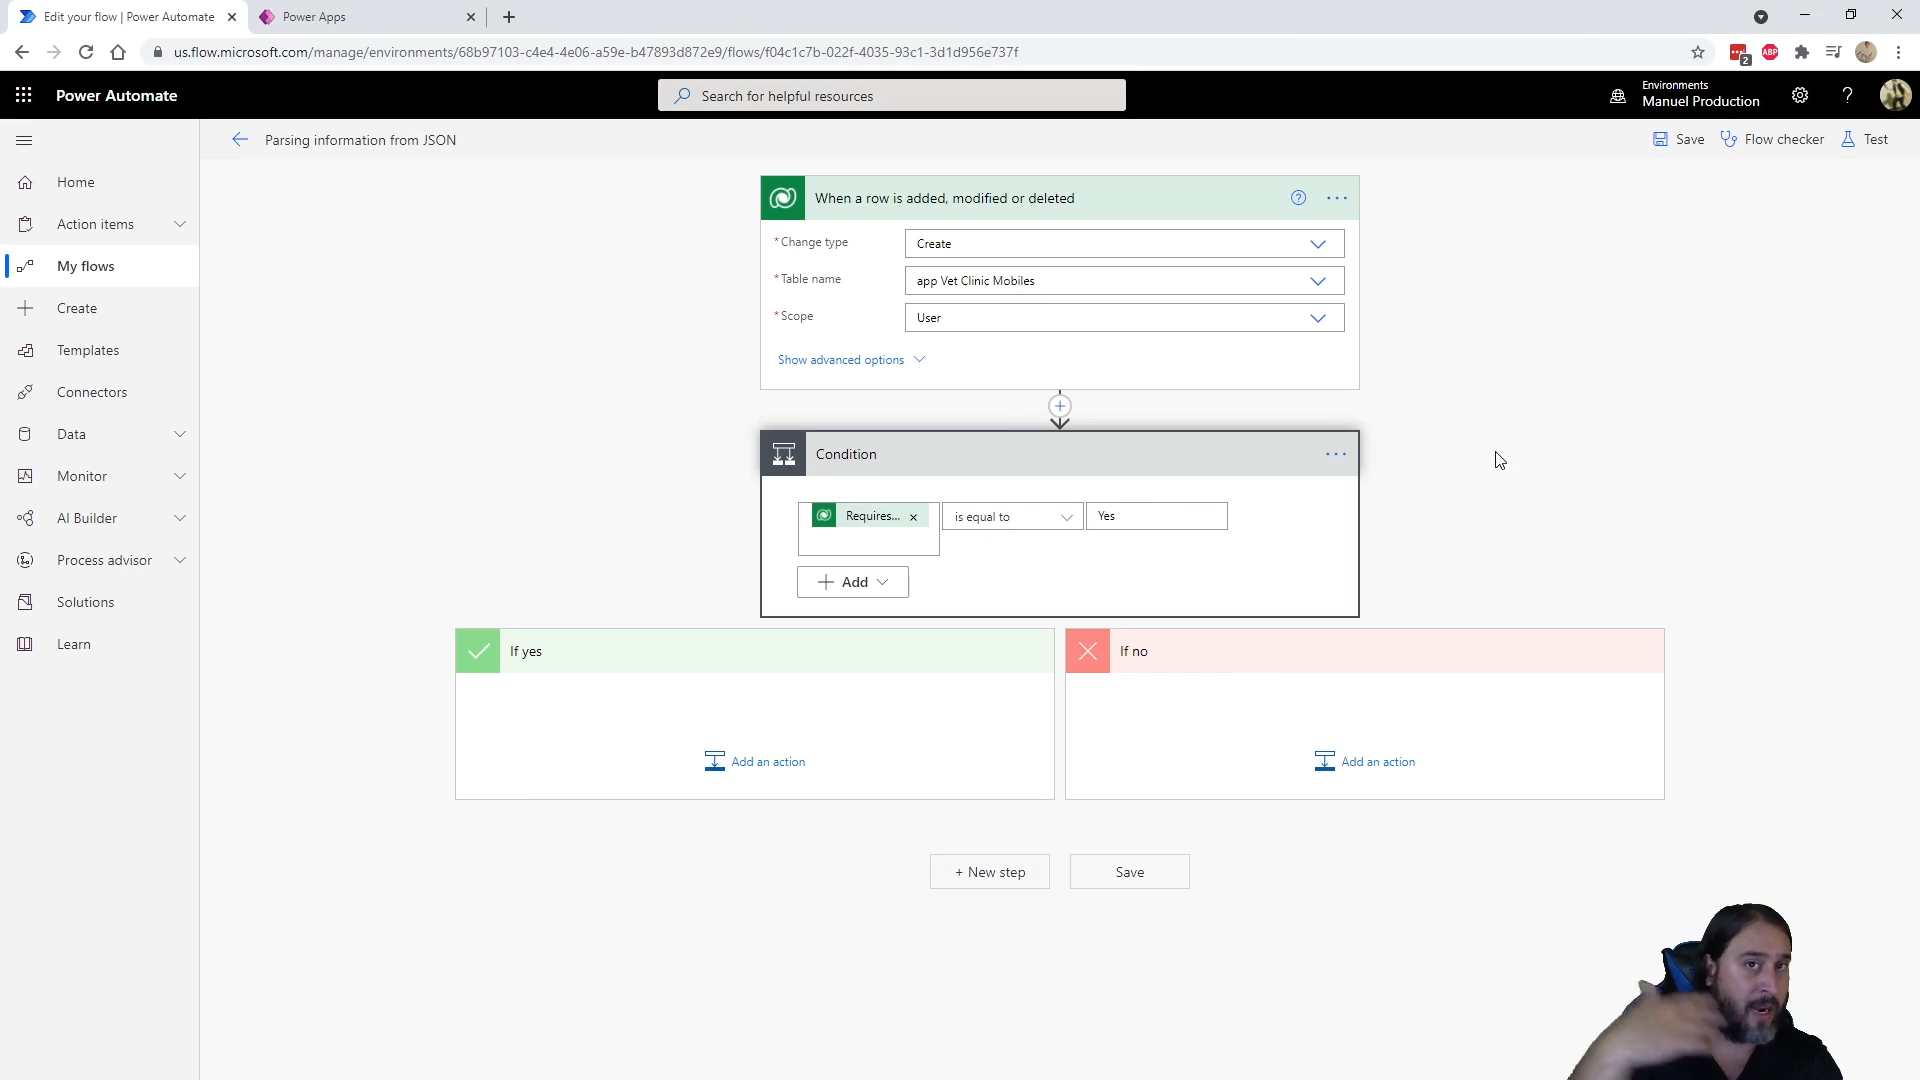 Edit your flow | Power Automate
Power Apps
us.flow.microsoft.com/manage/environments/68b97103-c4e4-4e06-a59e-b47893d872e9/flows/f04c1c7b-022f-4035-93c1-3d1d956e737f
2
ABP
Power Automate
Search for helpful resources
Environments
Manuel Production
?
Parsing information from JSON
Save
Flow checker
Test
Home
Action items
My flows
Create
Templates
Connectors
Data
Monitor
AI Builder
Process advisor
Solutions
Learn
When a row is added, modified or deleted
?
* Change type
Create
* Table name
app Vet Clinic Mobiles
* Scope
User
Show advanced options
Condition
Requires...
is equal to
Yes
Add
If yes
Add an action
If no
Add an action
+ New step
Save